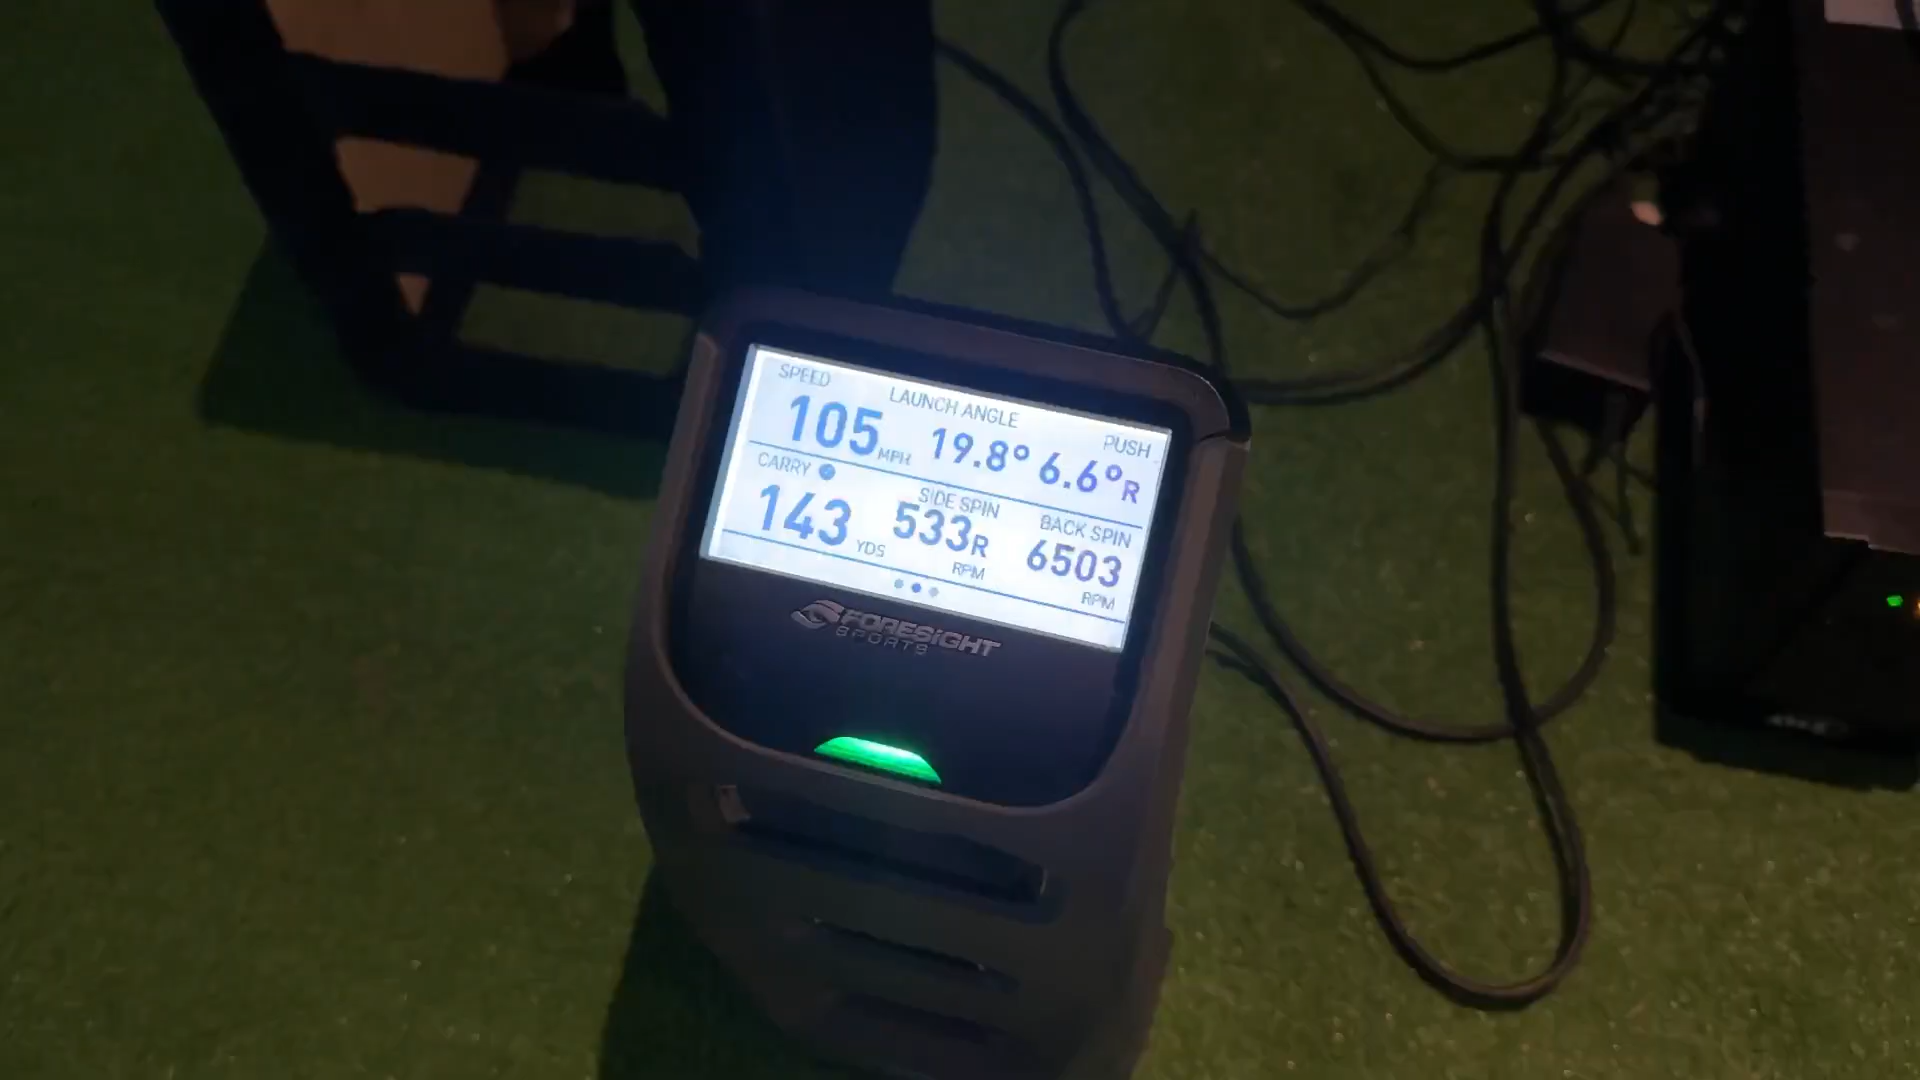 SPEED LAUNCH ANGLE PUSH
105 MPH 19.8° 6.6°R
CARRY SIDE SPIN BACK SPIN
143 YDS 533R RPM 6503 RPM
FORESIGHT
SPORTS